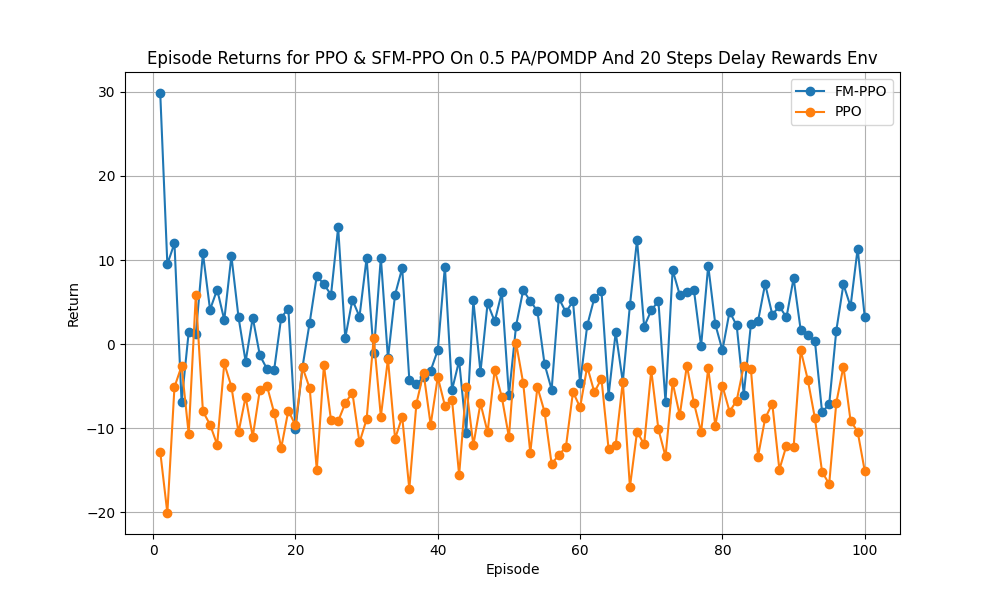 Episode Returns for PPO & SFM-PPO On 0.5 PA/POMDP And 20 Steps Delay Rewards Env
FM-PPO
PPO
30
20
10
0
−10
−20
Return
0 20 40 60 80 100
Episode